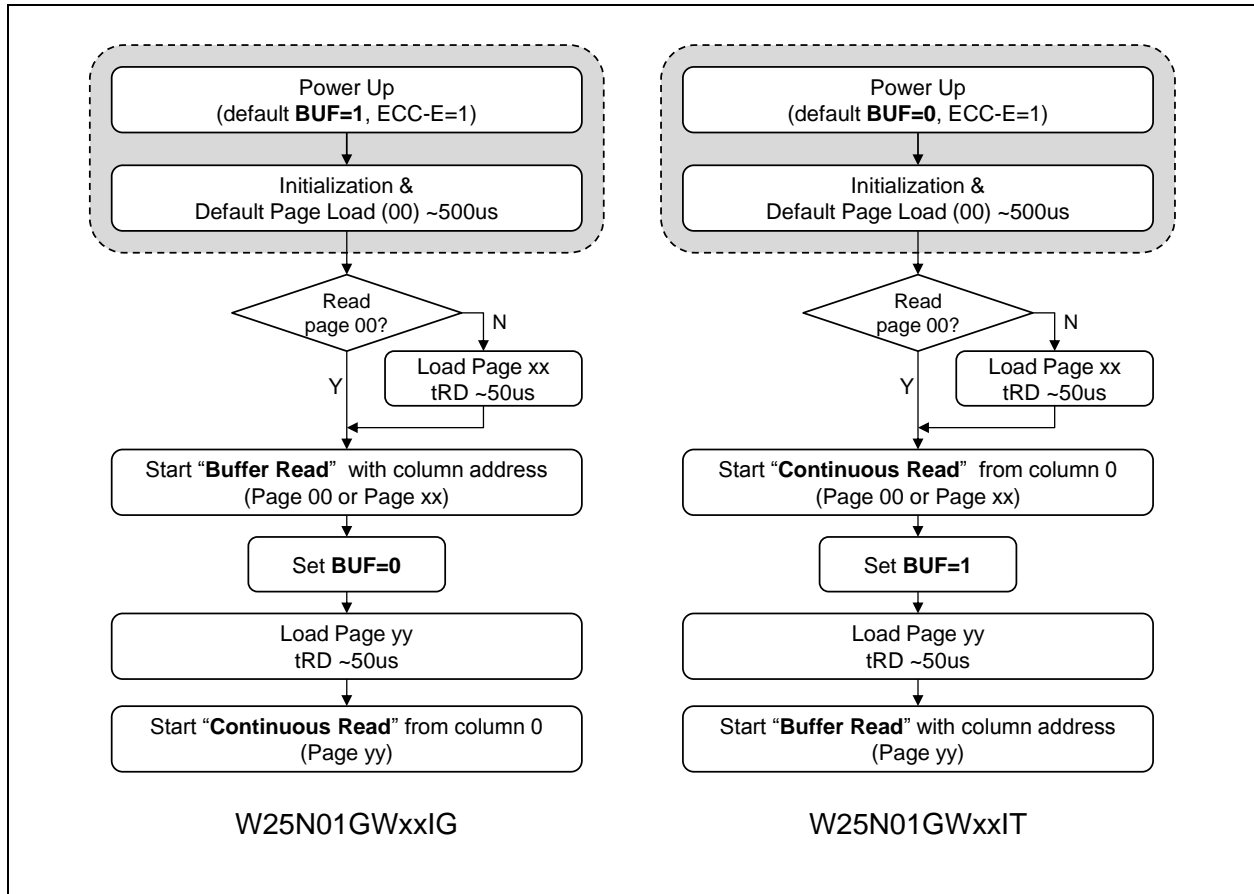 Power Up
(default BUF=1, ECC-E=1)
Initialization &
Default Page Load (00) ~500us
Read
page 00?
N
Y
Load Page xx
tRD ~50us
Start “Buffer Read” with column address
(Page 00 or Page xx)
Set BUF=0
Load Page yy
tRD ~50us
Start “Continuous Read” from column 0
(Page yy)
W25N01GWxxIG
Power Up
(default BUF=0, ECC-E=1)
Initialization &
Default Page Load (00) ~500us
Read
page 00?
N
Y
Load Page xx
tRD ~50us
Start “Continuous Read” from column 0
(Page 00 or Page xx)
Set BUF=1
Load Page yy
tRD ~50us
Start “Buffer Read” with column address
(Page yy)
W25N01GWxxIT